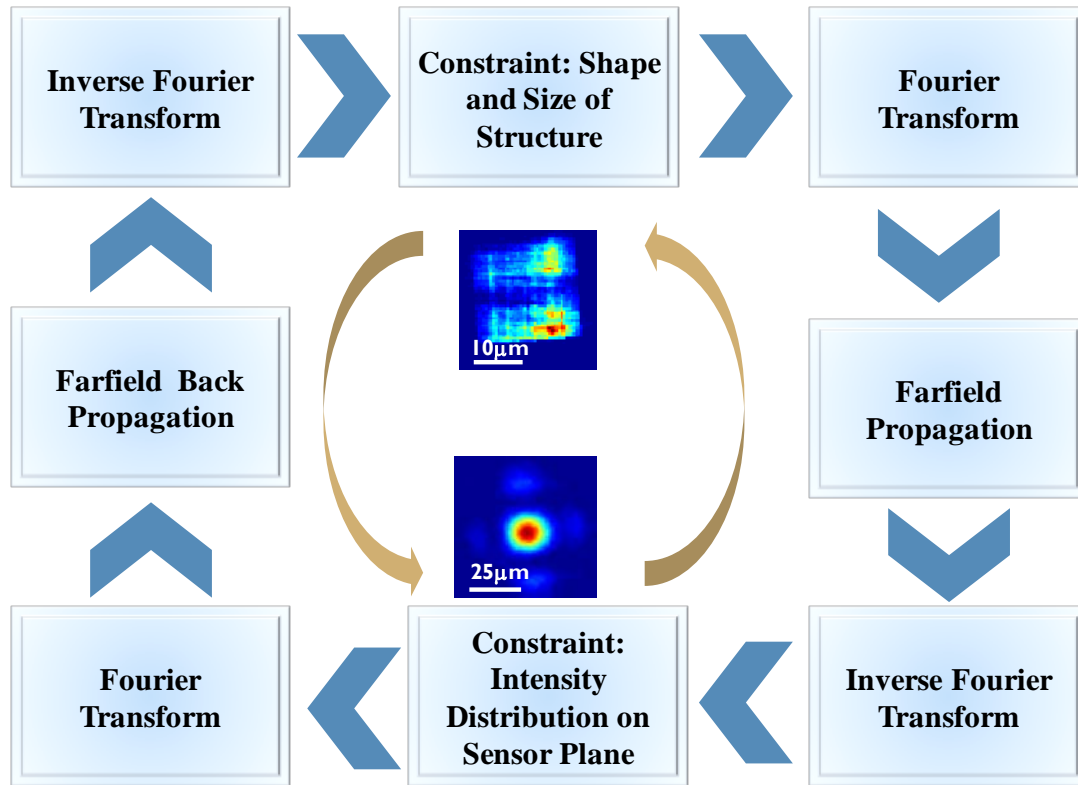 Inverse Fourier
Transform
Constraint: Shape
and Size of
Structure
Fourier
Transform
10μm
Farfield Back
Propagation
Farfield
Propagation
25μm
Fourier
Transform
Constraint:
Intensity
Distribution on
Sensor Plane
Inverse Fourier
Transform